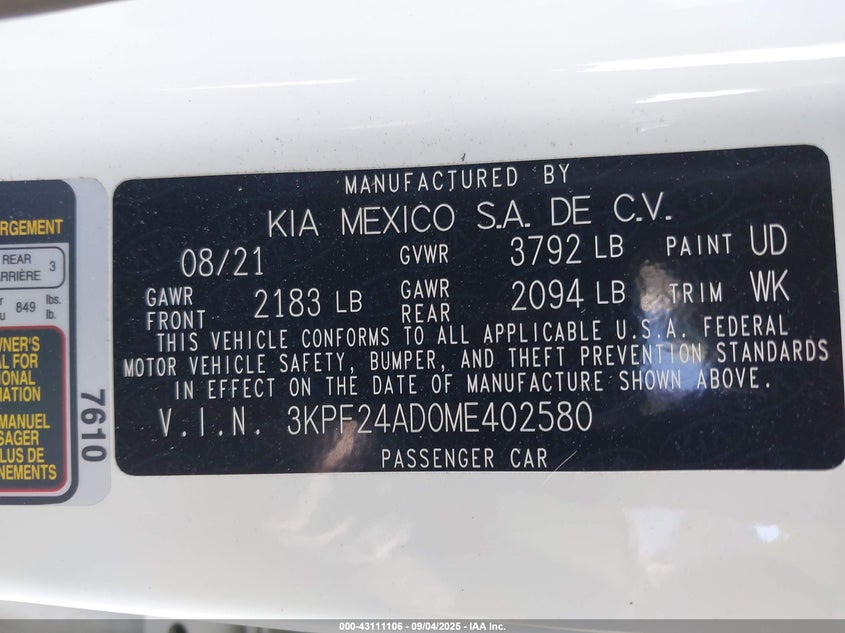 MANUFACTURED BY
KIA MEXICO S.A. DE C.V.
08/21 GVWR 3792 LB PAINT UD
GAWR FRONT 2183 LB GAWR REAR 2094 LB TRIM WK
THIS VEHICLE CONFORMS TO ALL APPLICABLE U.S.A. FEDERAL
MOTOR VEHICLE SAFETY, BUMPER, AND THEFT PREVENTION STANDARDS
IN EFFECT ON THE DATE OF MANUFACTURE SHOWN ABOVE.
V.I.N. 3KPF24AD0ME402580
PASSENGER CAR
RGEMENT
REAR
3
849 lbs.
lb.
WNER'S
AL FOR
IONAL
MATION
MANUEL
SAGER
LUS DE
NEMENTS
7610
000-43111106 - 09/04/2025 - IAA Inc.